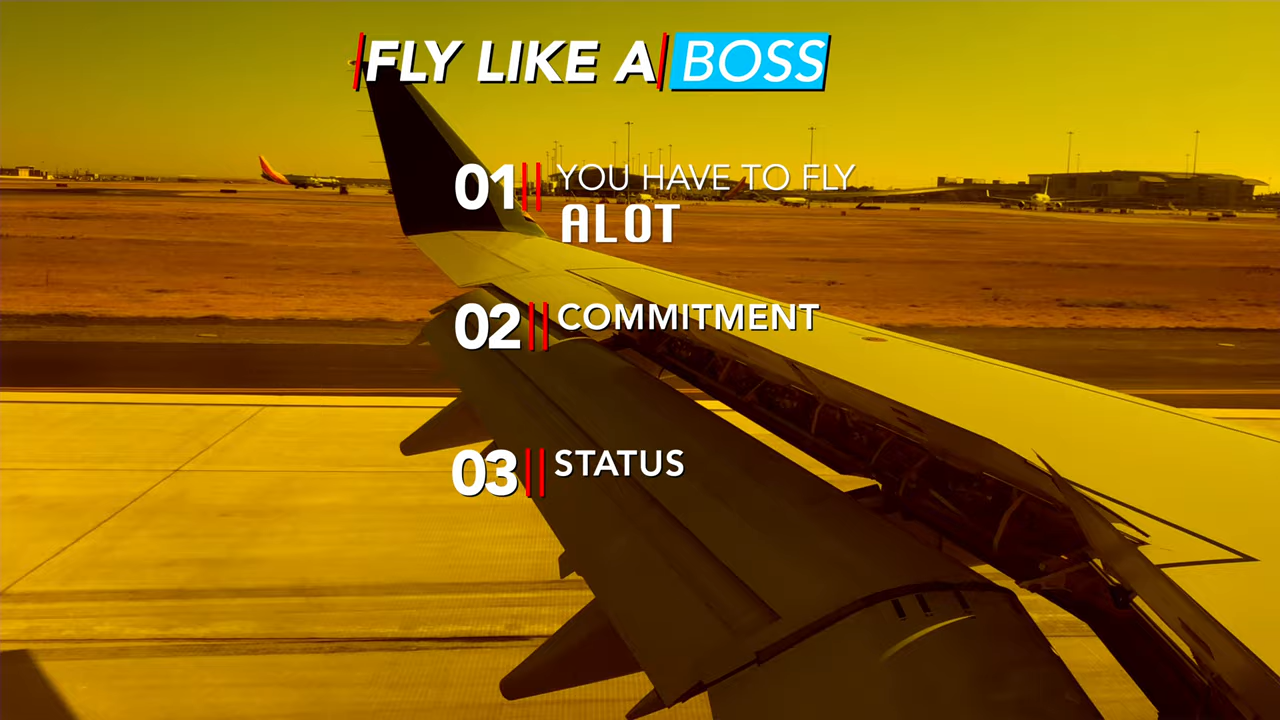 FLY LIKE A BOSS
01 YOU HAVE TO FLY
ALOT
02 COMMITMENT
03 STATUS